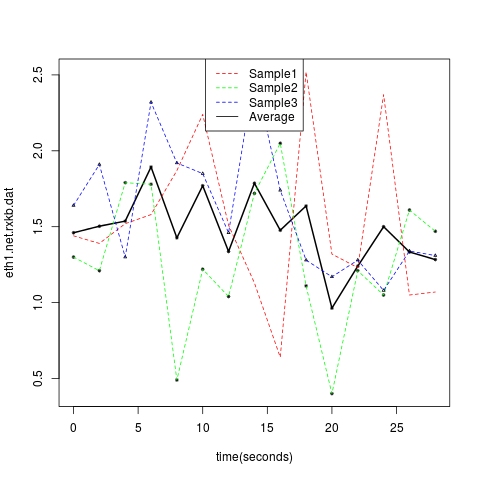 Sample1
Sample2
Sample3
Average
eth1.net.rxkb.dat
2.5
2.0
1.5
1.0
0.5
0 5 10 15 20 25
time(seconds)